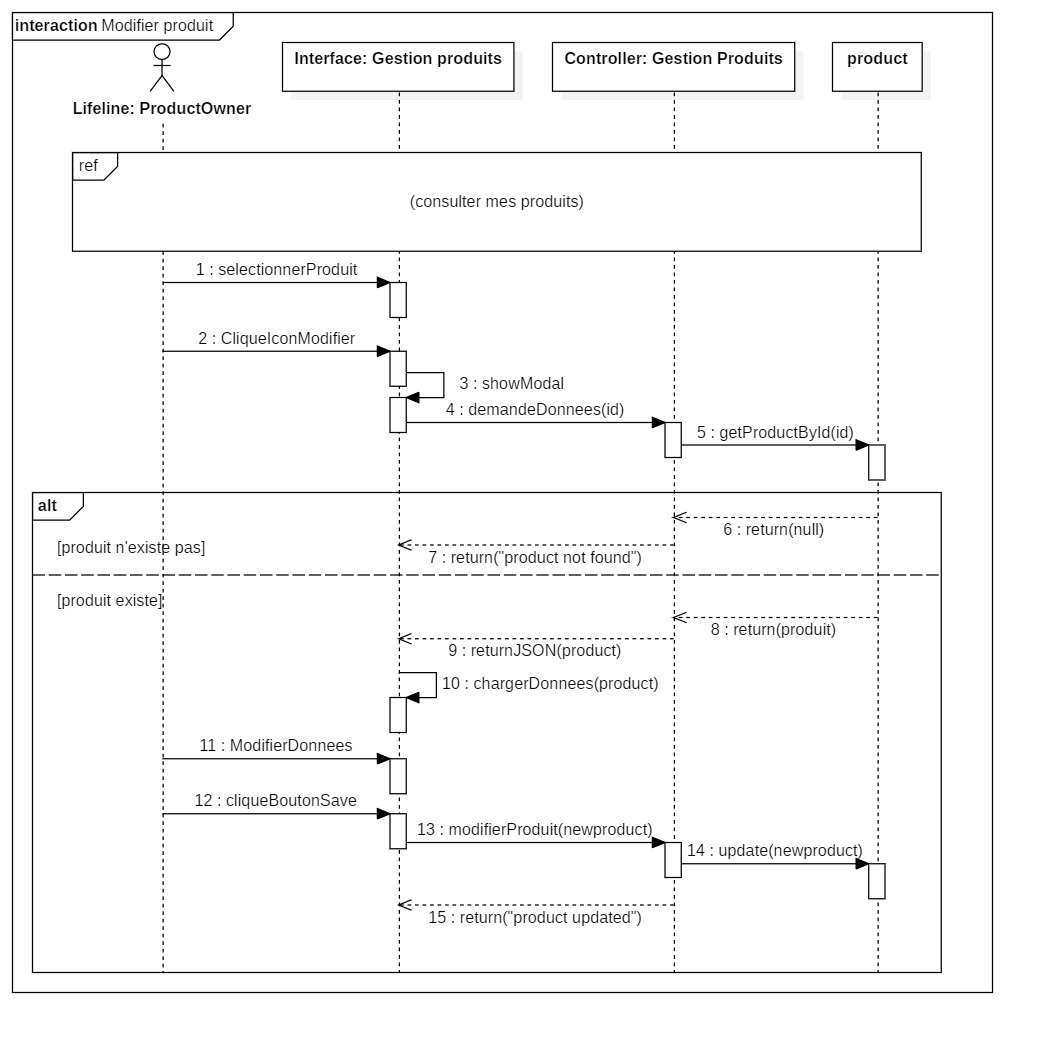 interaction Modifier produit
Interface: Gestion produits
Controller: Gestion Produits
product
Lifeline: ProductOwner
ref
(consulter mes produits)
1 : selectionnerProduit
2 : CliqueIconModifier
3 : showModal
4 : demandeDonnees(id)
5 : getProductById(id)
alt
6 : return(null)
[produit n'existe pas]
7 : return("product not found")
[produit existe]
8 : return(produit)
9 : returnJSON(product)
10 : chargerDonnees(product)
11 : ModifierDonnees
12 : cliqueBoutonSave
13 : modifierProduit(newproduct)
14 : update(newproduct)
15 : return("product updated")